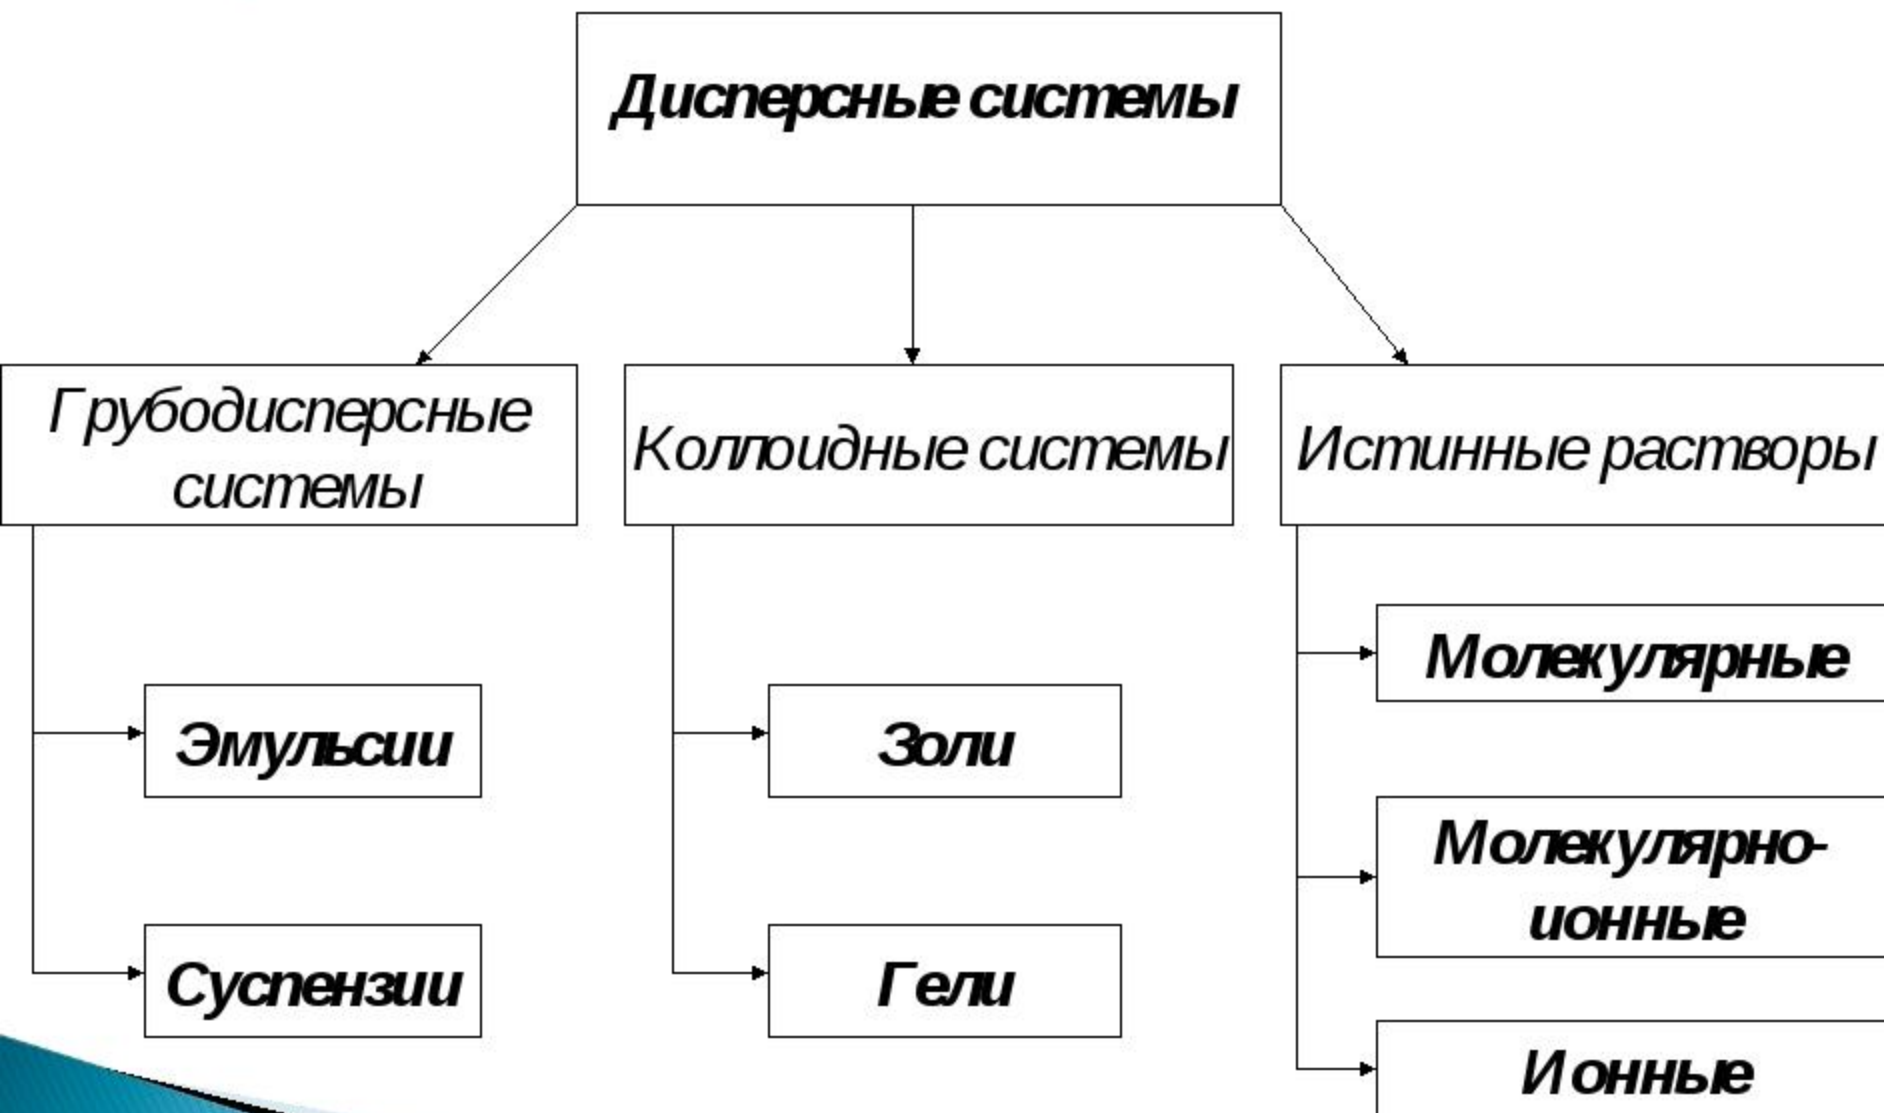 Дисперсные системы
Грубодисперсные
системы
Коллоидные системы
Истинные растворы
Эмульсии
Суспензии
Золи
Гели
Молекулярные
Молекулярно-
ионные
Ионные